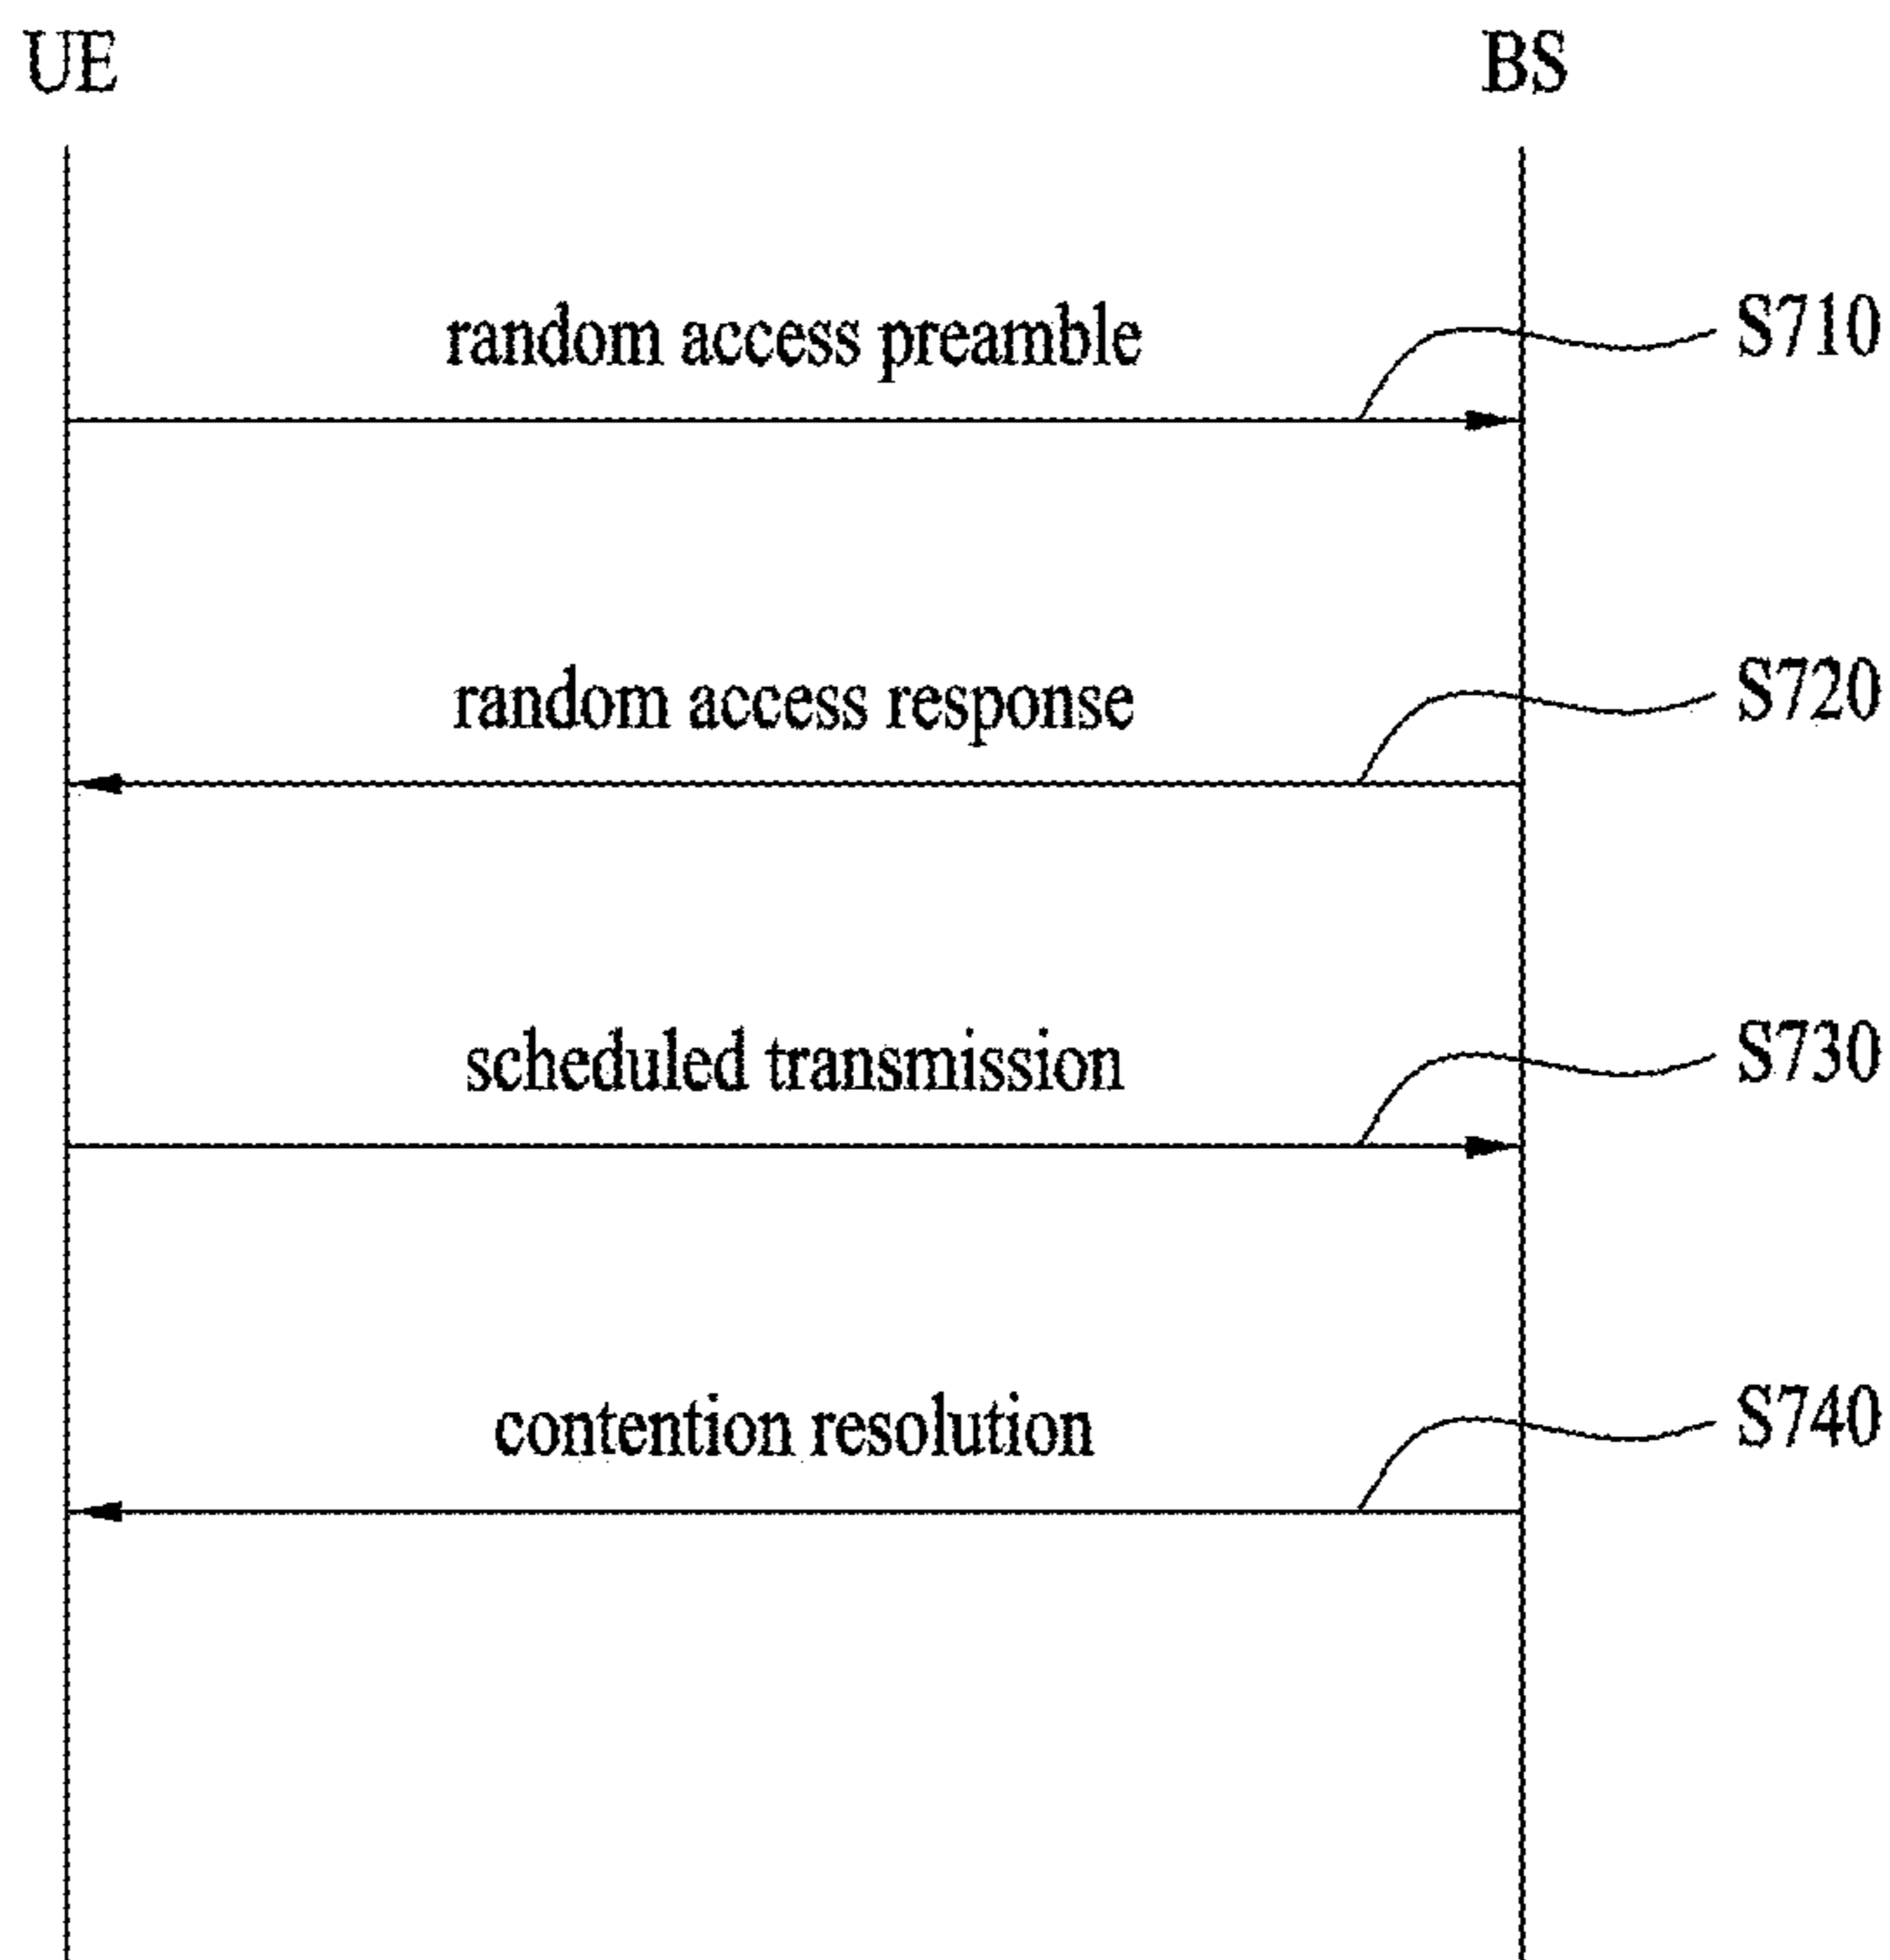 UE BS
random access preamble S710
random access response S720
scheduled transmission S730
contention resolution S740